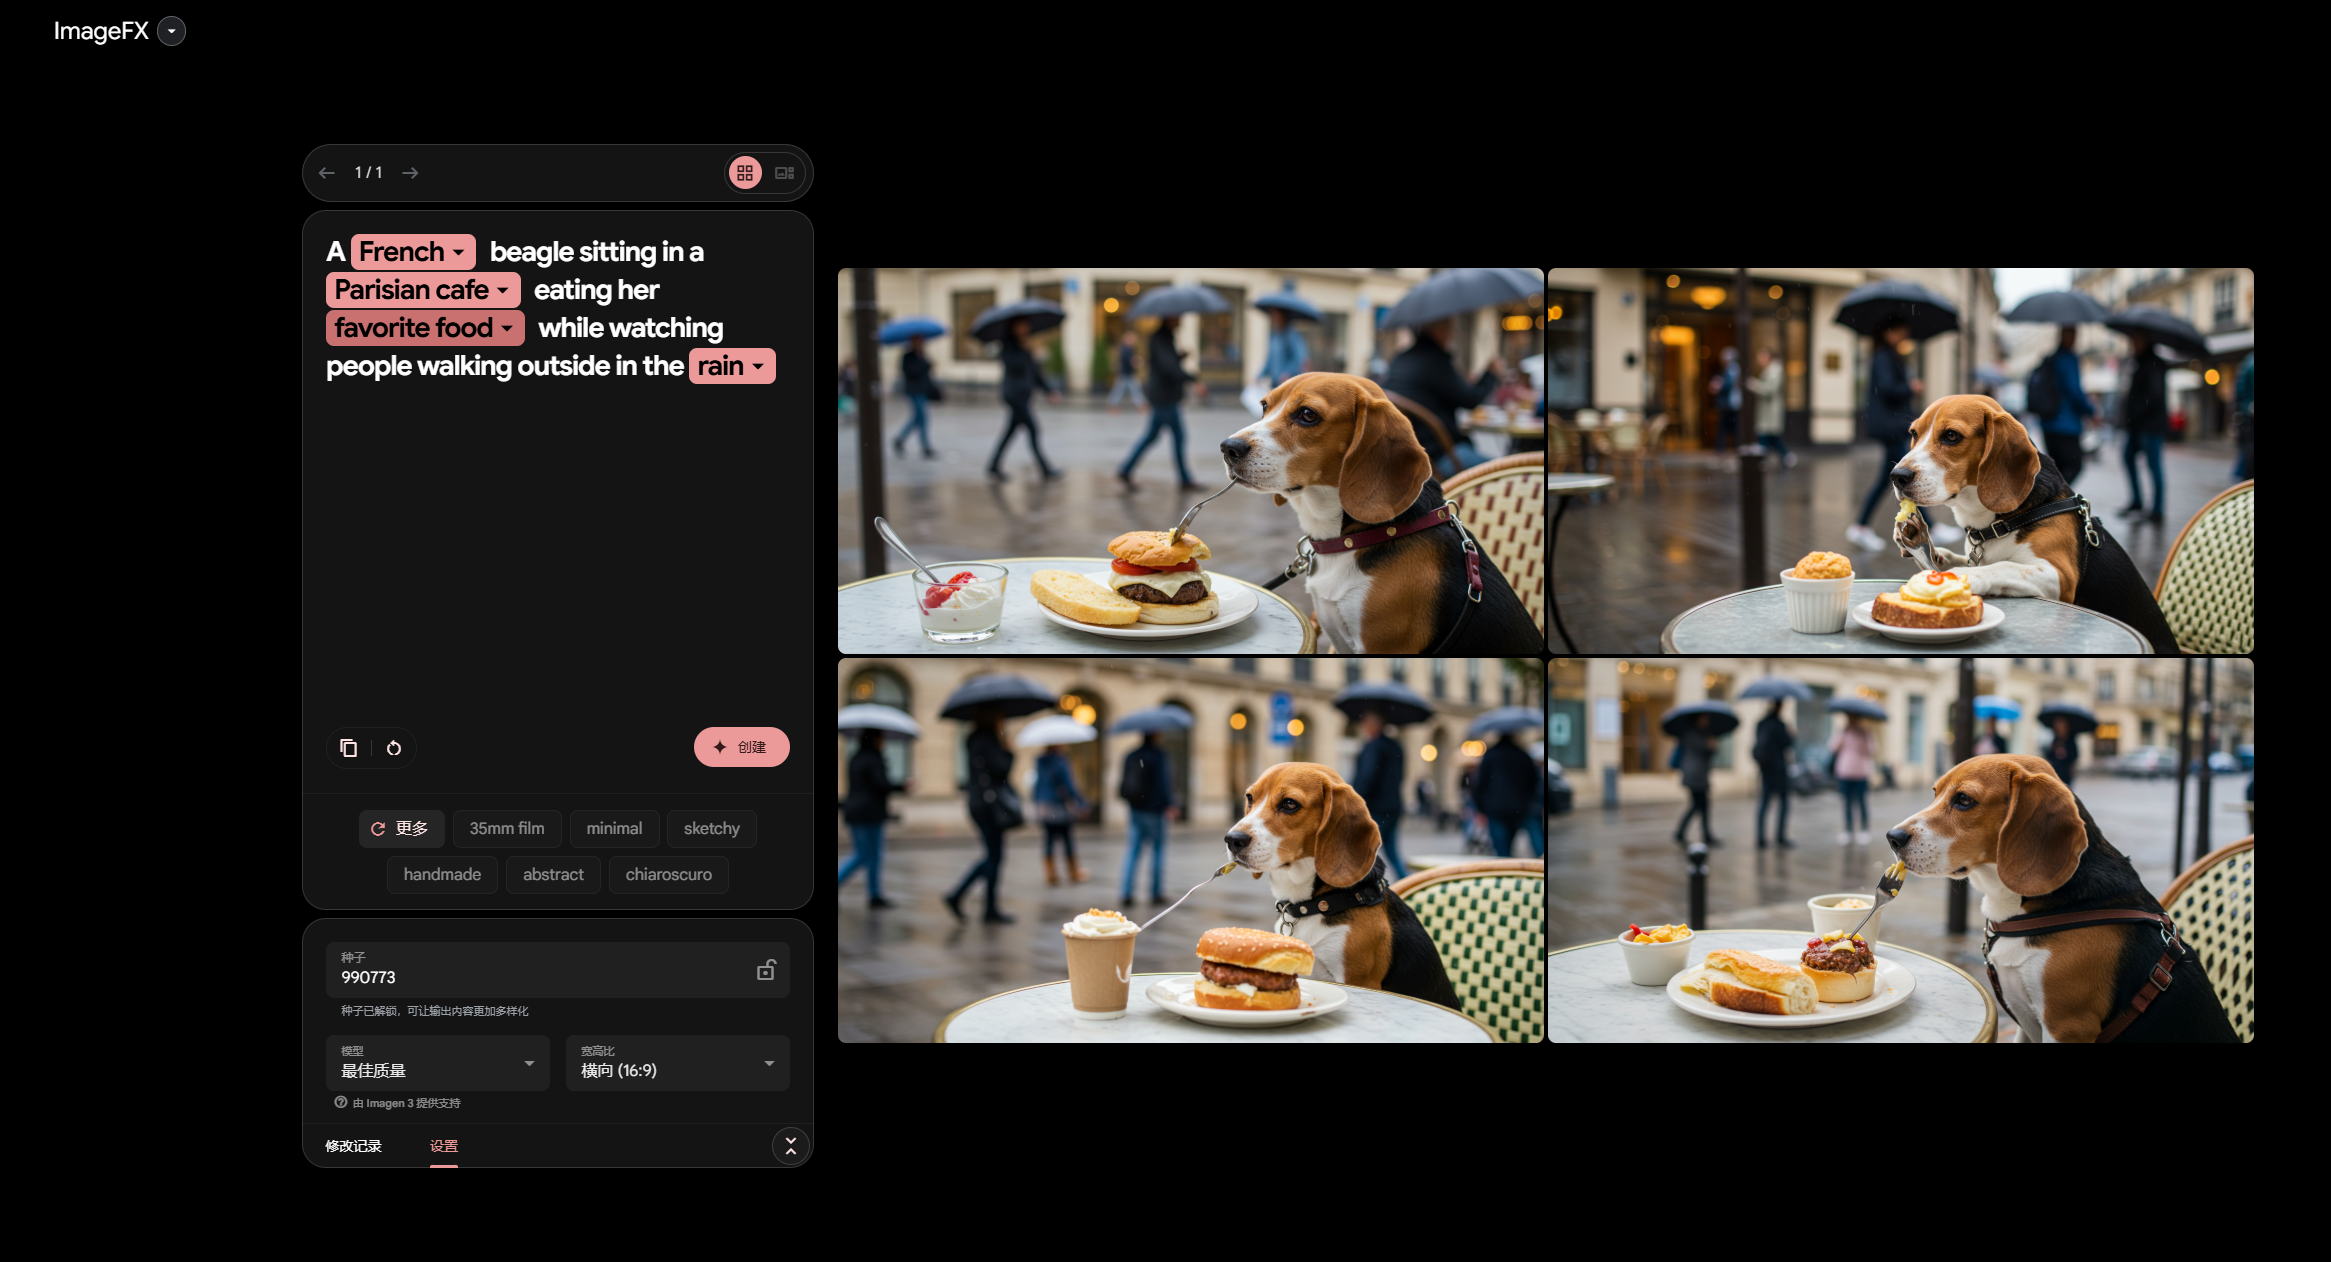 ImageFX
1 / 1
A French beagle sitting in a
Parisian cafe eating her
favorite food while watching
people walking outside in the rain
创建
更多 35mm film minimal sketchy
handmade abstract chiaroscuro
种子
990773
种子已解锁，可让输出内容更加多样化
模型
最佳质量
宽高比
横向 (16:9)
由 Imagen 3 提供支持
修改记录 设置